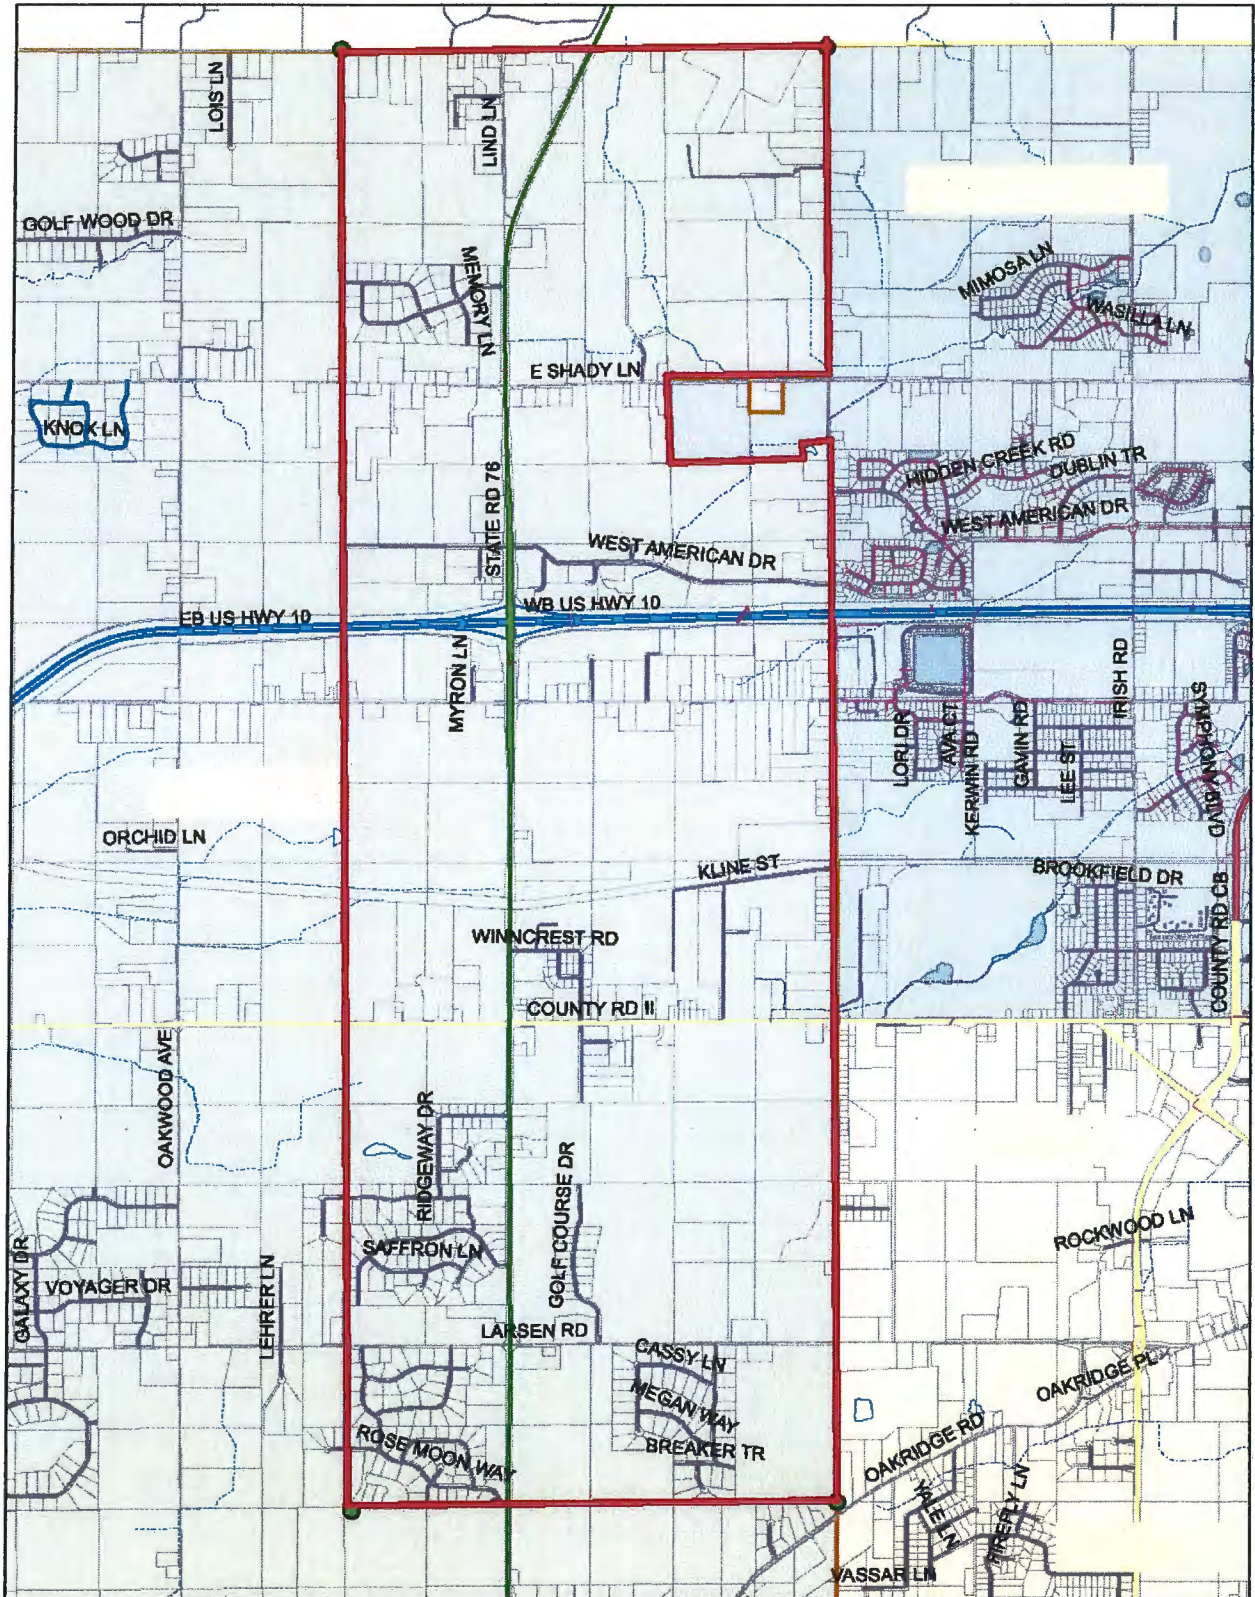 LOIS LN
LIND LN
GOLF WOOD DR
MEMORY LN
MIMOSA LN
WASILLA LN
E SHADY LN
KNOX LN
HIDDEN CREEK RD
DUBLIN TR
STATE RD 76
WEST AMERICAN DR
WEST AMERICAN DR
EB US HWY 10
WB US HWY 10
MYRON LN
IRISH RD
LORI DR
AVA CT
KERWIN RD
GAVIN RD
LEE ST
SYMPHONY BLVD
ORCHID LN
KLINE ST
BROOKFIELD DR
WINNCREST RD
COUNTY RD CB
COUNTY RD II
OAKWOOD AVE
RIDGEWAY DR
GOLF COURSE DR
ROCKWOOD LN
GALAXY DR
SAFFRON LN
VOYAGER DR
LEHRER LN
LARSEN RD
CASSY LN
OAKRIDGE PL
MEGAN WAY
ROSE MOON WAY
BREAKER TR
OAKRIDGE RD
YALE LN
FIREFLY LN
VASSAR LN